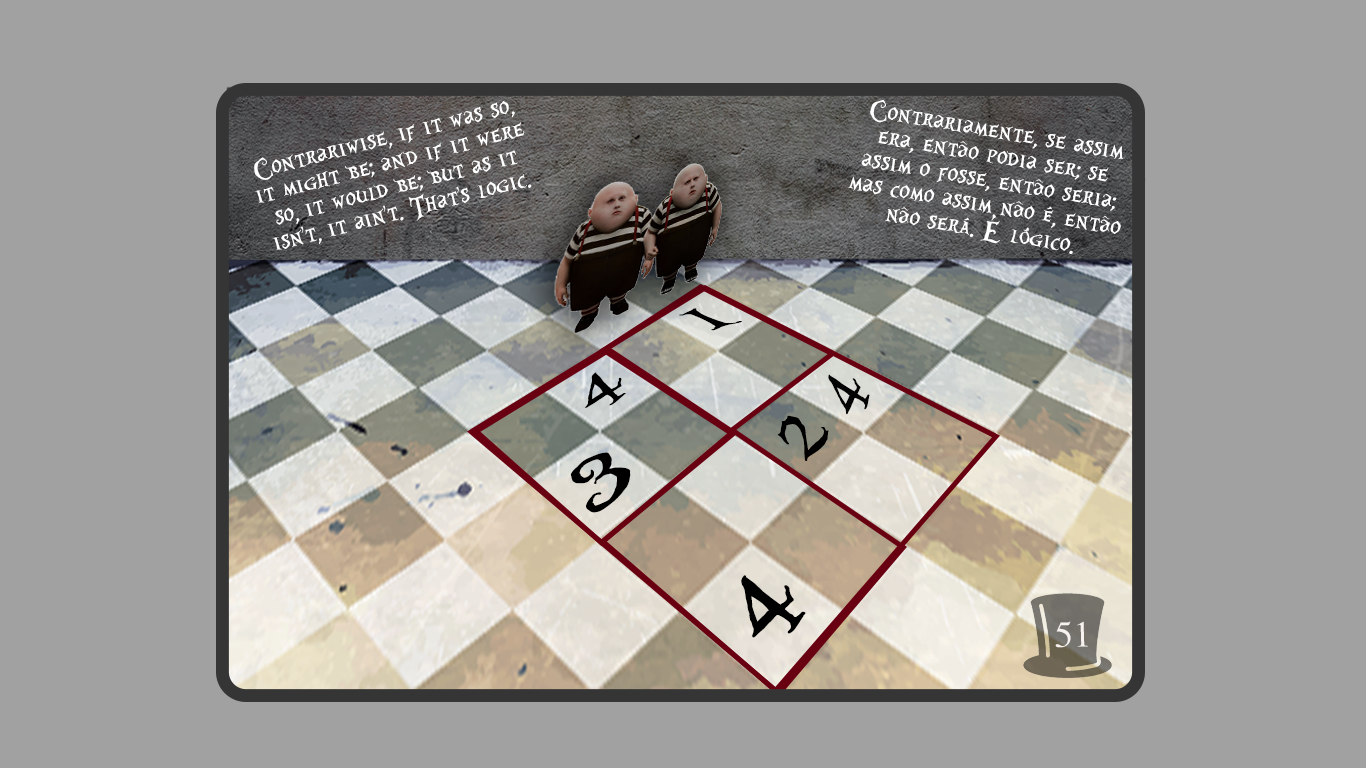 Contrariwise, if it was so,
it might be; and if it were
so, it would be; but as it
isn't, it ain't. That's logic.
Contrariamente, se assim
era, então podia ser; se
assim o fosse, então seria;
mas como assim não é, então
não será. É lógico.
1
4
4
2
3
4
51